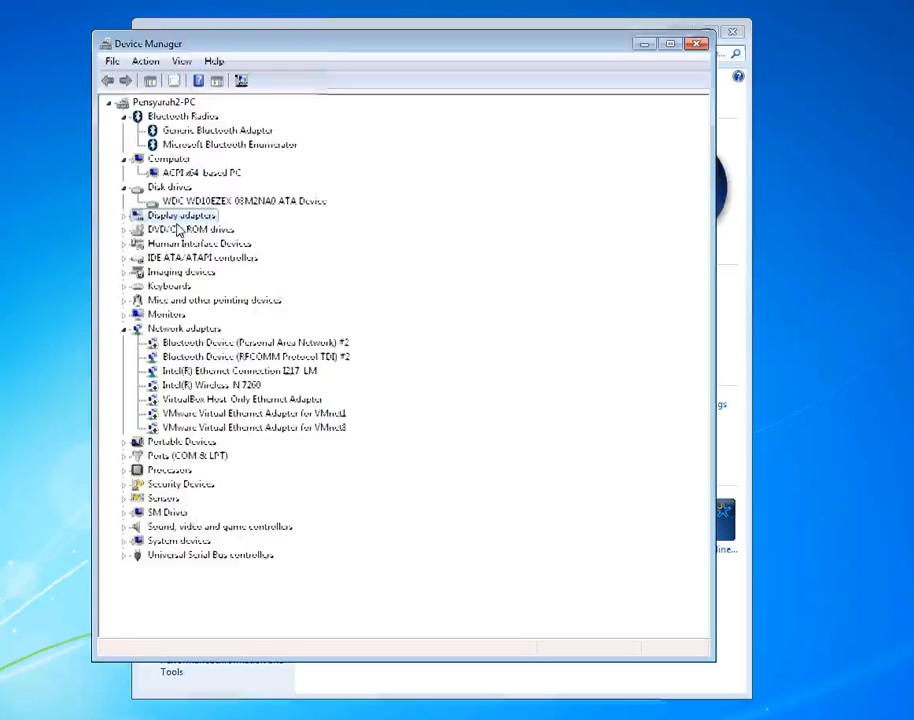 Device Manager
File Action View Help
Pensyarah2-PC
Bluetooth Radios
Generic Bluetooth Adapter
Microsoft Bluetooth Enumerator
Computer
ACPI x64-based PC
Disk drives
WDC WD10EZEX-08M2NA0 ATA Device
Display adapters
DVD/CD-ROM drives
Human Interface Devices
IDE ATA/ATAPI controllers
Imaging devices
Keyboards
Mice and other pointing devices
Monitors
Network adapters
Bluetooth Device (Personal Area Network) #2
Bluetooth Device (RFCOMM Protocol TDI) #2
Intel(R) Ethernet Connection I217-LM
Intel(R) Wireless-N 7260
VirtualBox Host-Only Ethernet Adapter
VMware Virtual Ethernet Adapter for VMnet1
VMware Virtual Ethernet Adapter for VMnet8
Portable Devices
Ports (COM & LPT)
Processors
Security Devices
Sensors
SM Driver
Sound, video and game controllers
System devices
Universal Serial Bus controllers
Tools